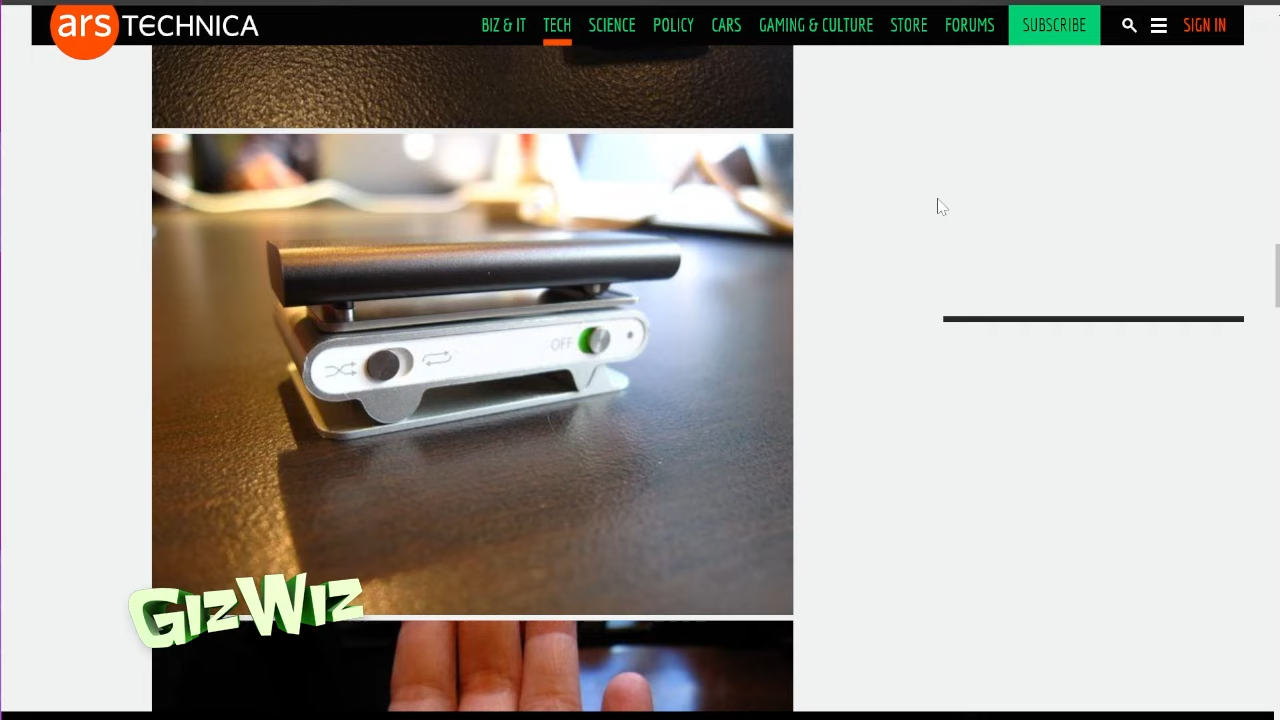 ars TECHNICA BIZ & IT TECH SCIENCE POLICY CARS GAMING & CULTURE STORE FORUMS SUBSCRIBE SIGN IN
OFF
GIZWIZ